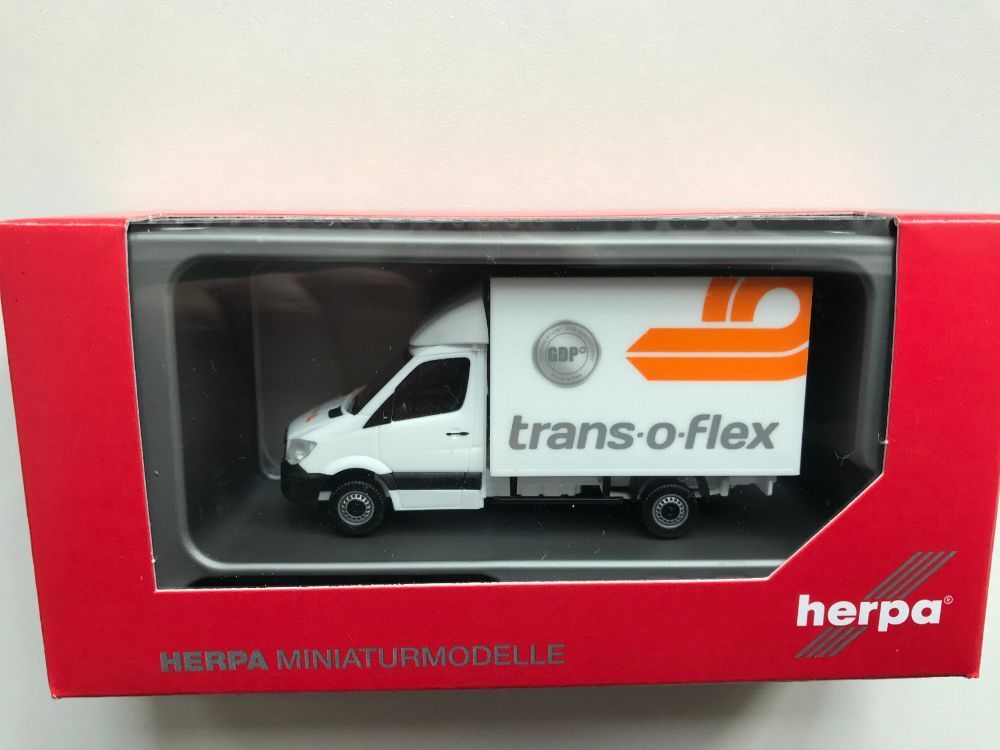 GDP+
trans·o·flex
herpa®
HERPA MINIATURMODELLE